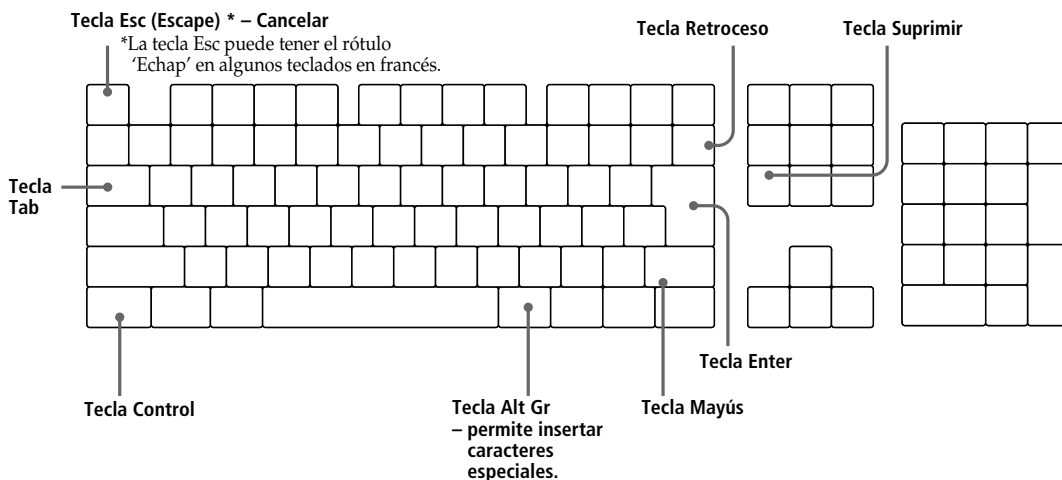 Tecla Esc (Escape) * – Cancelar
*La tecla Esc puede tener el rótulo
‘Echap’ en algunos teclados en francés.
Tecla Retroceso
Tecla Suprimir
Tecla
Tab
Tecla Enter
Tecla Control
Tecla Alt Gr
– permite insertar
caracteres
especiales.
Tecla Mayús